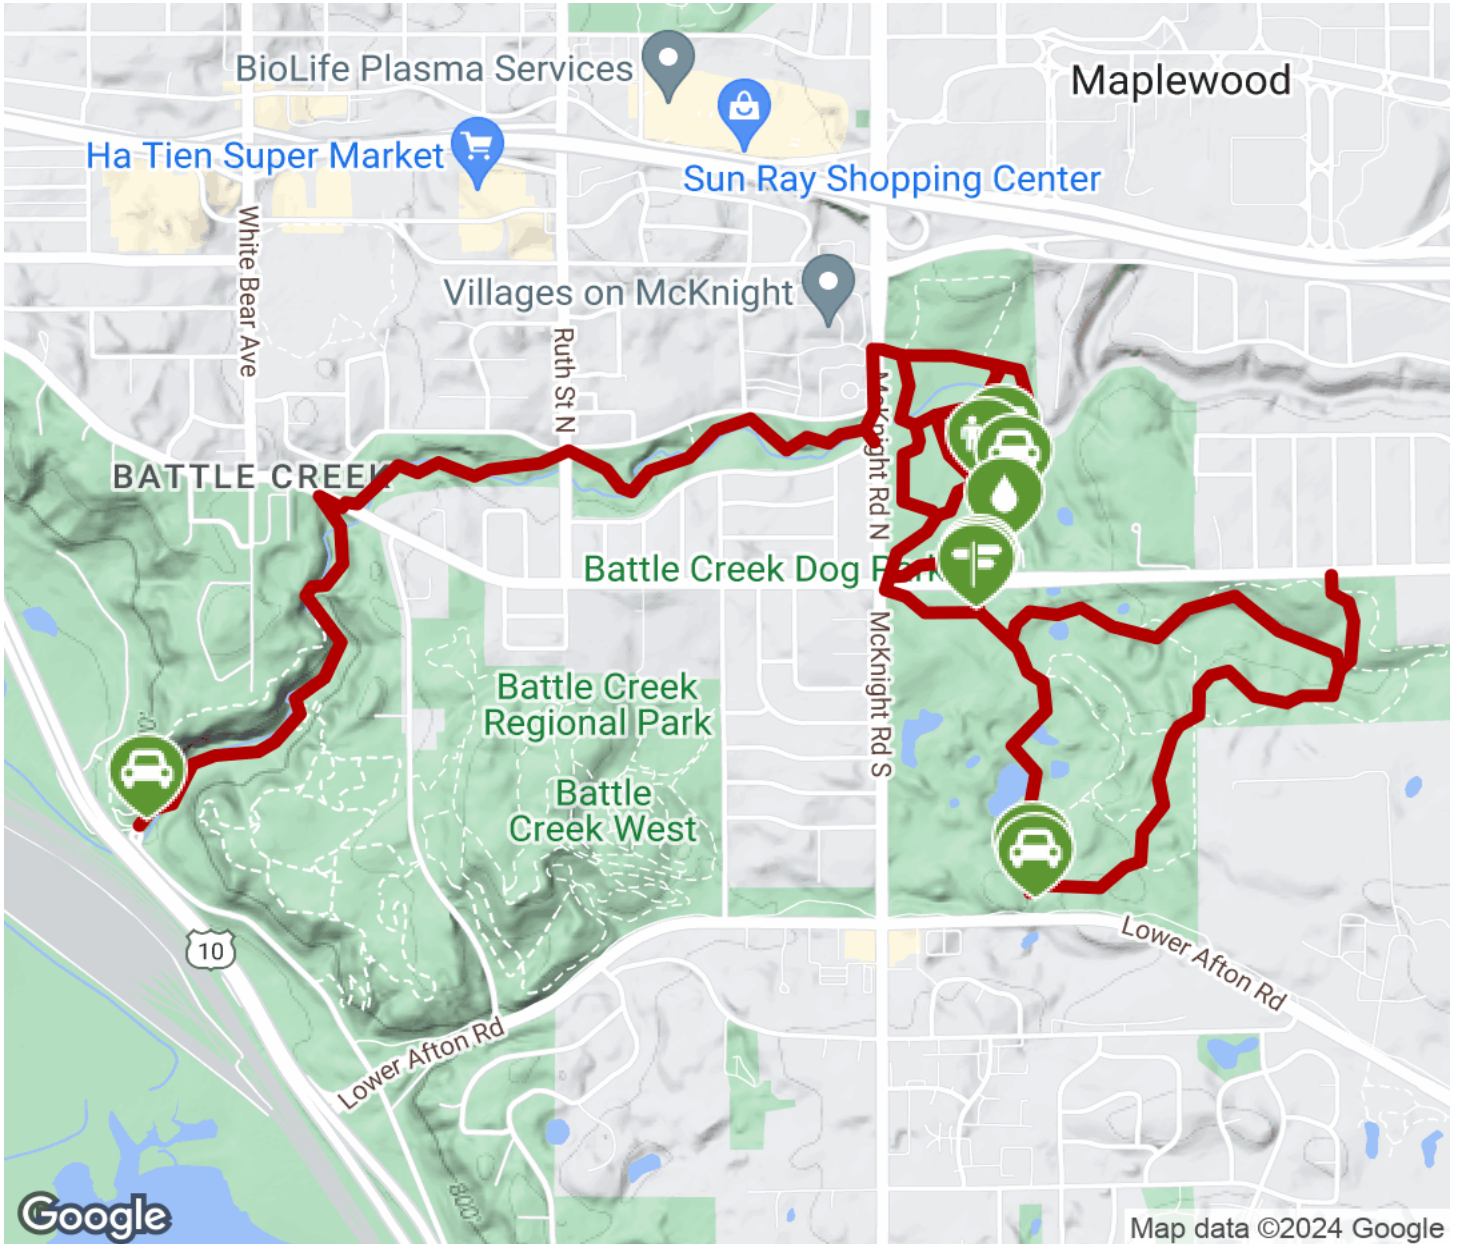 BioLife Plasma Services
Maplewood
Ha Tien Super Market
Sun Ray Shopping Center
White Bear Ave
Villages on McKnight
Ruth St N
McKnight Rd N
BATTLE CREEK
Battle Creek Dog Park
McKnight Rd S
Battle Creek
Regional Park
Battle
Creek West
10
Lower Afton Rd
Lower Afton Rd
800'
Google
Map data ©2024 Google